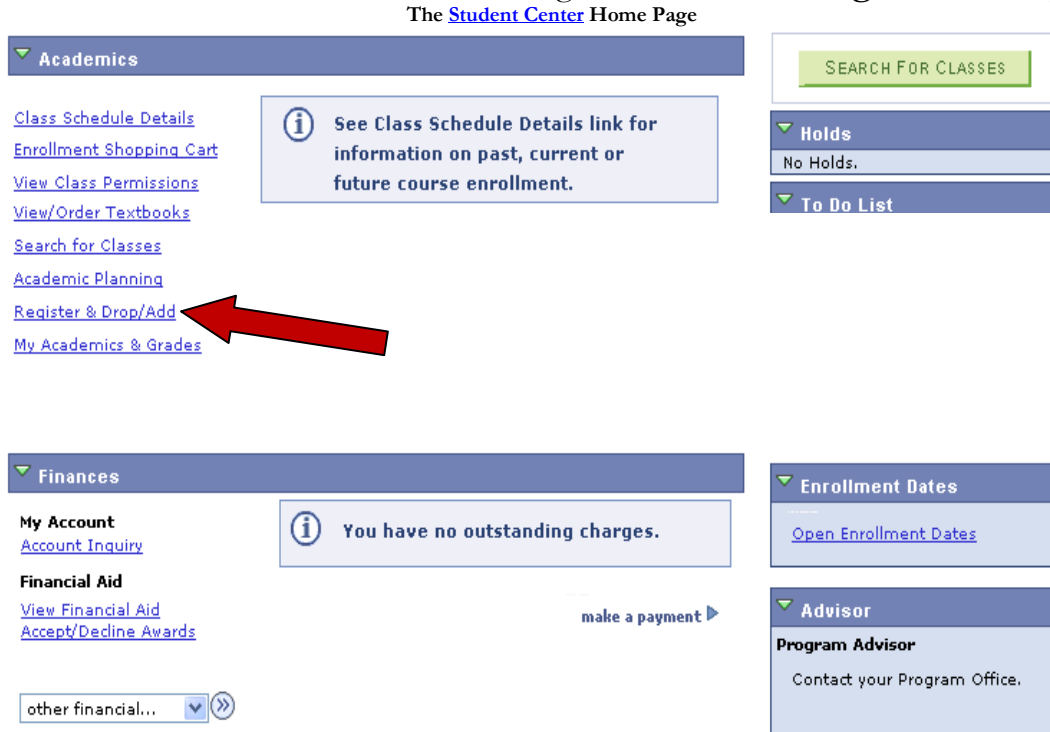 The Student Center Home Page
Academics
Class Schedule Details
Enrollment Shopping Cart
View Class Permissions
View/Order Textbooks
Search for Classes
Academic Planning
Register & Drop/Add
My Academics & Grades
See Class Schedule Details link for
information on past, current or
future course enrollment.
SEARCH FOR CLASSES
Holds
No Holds.
To Do List
Finances
My Account
Account Inquiry
Financial Aid
View Financial Aid
Accept/Decline Awards
other financial...
You have no outstanding charges.
make a payment
Enrollment Dates
Open Enrollment Dates
Advisor
Program Advisor
Contact your Program Office.